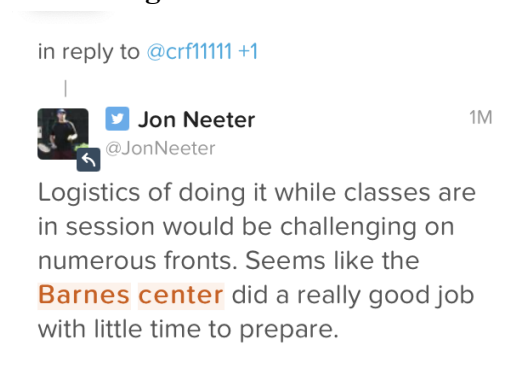 in reply to @crf11111 +1
Jon Neeter
1M
@JonNeeter
Logistics of doing it while classes are
in session would be challenging on
numerous fronts. Seems like the
Barnes center did a really good job
with little time to prepare.